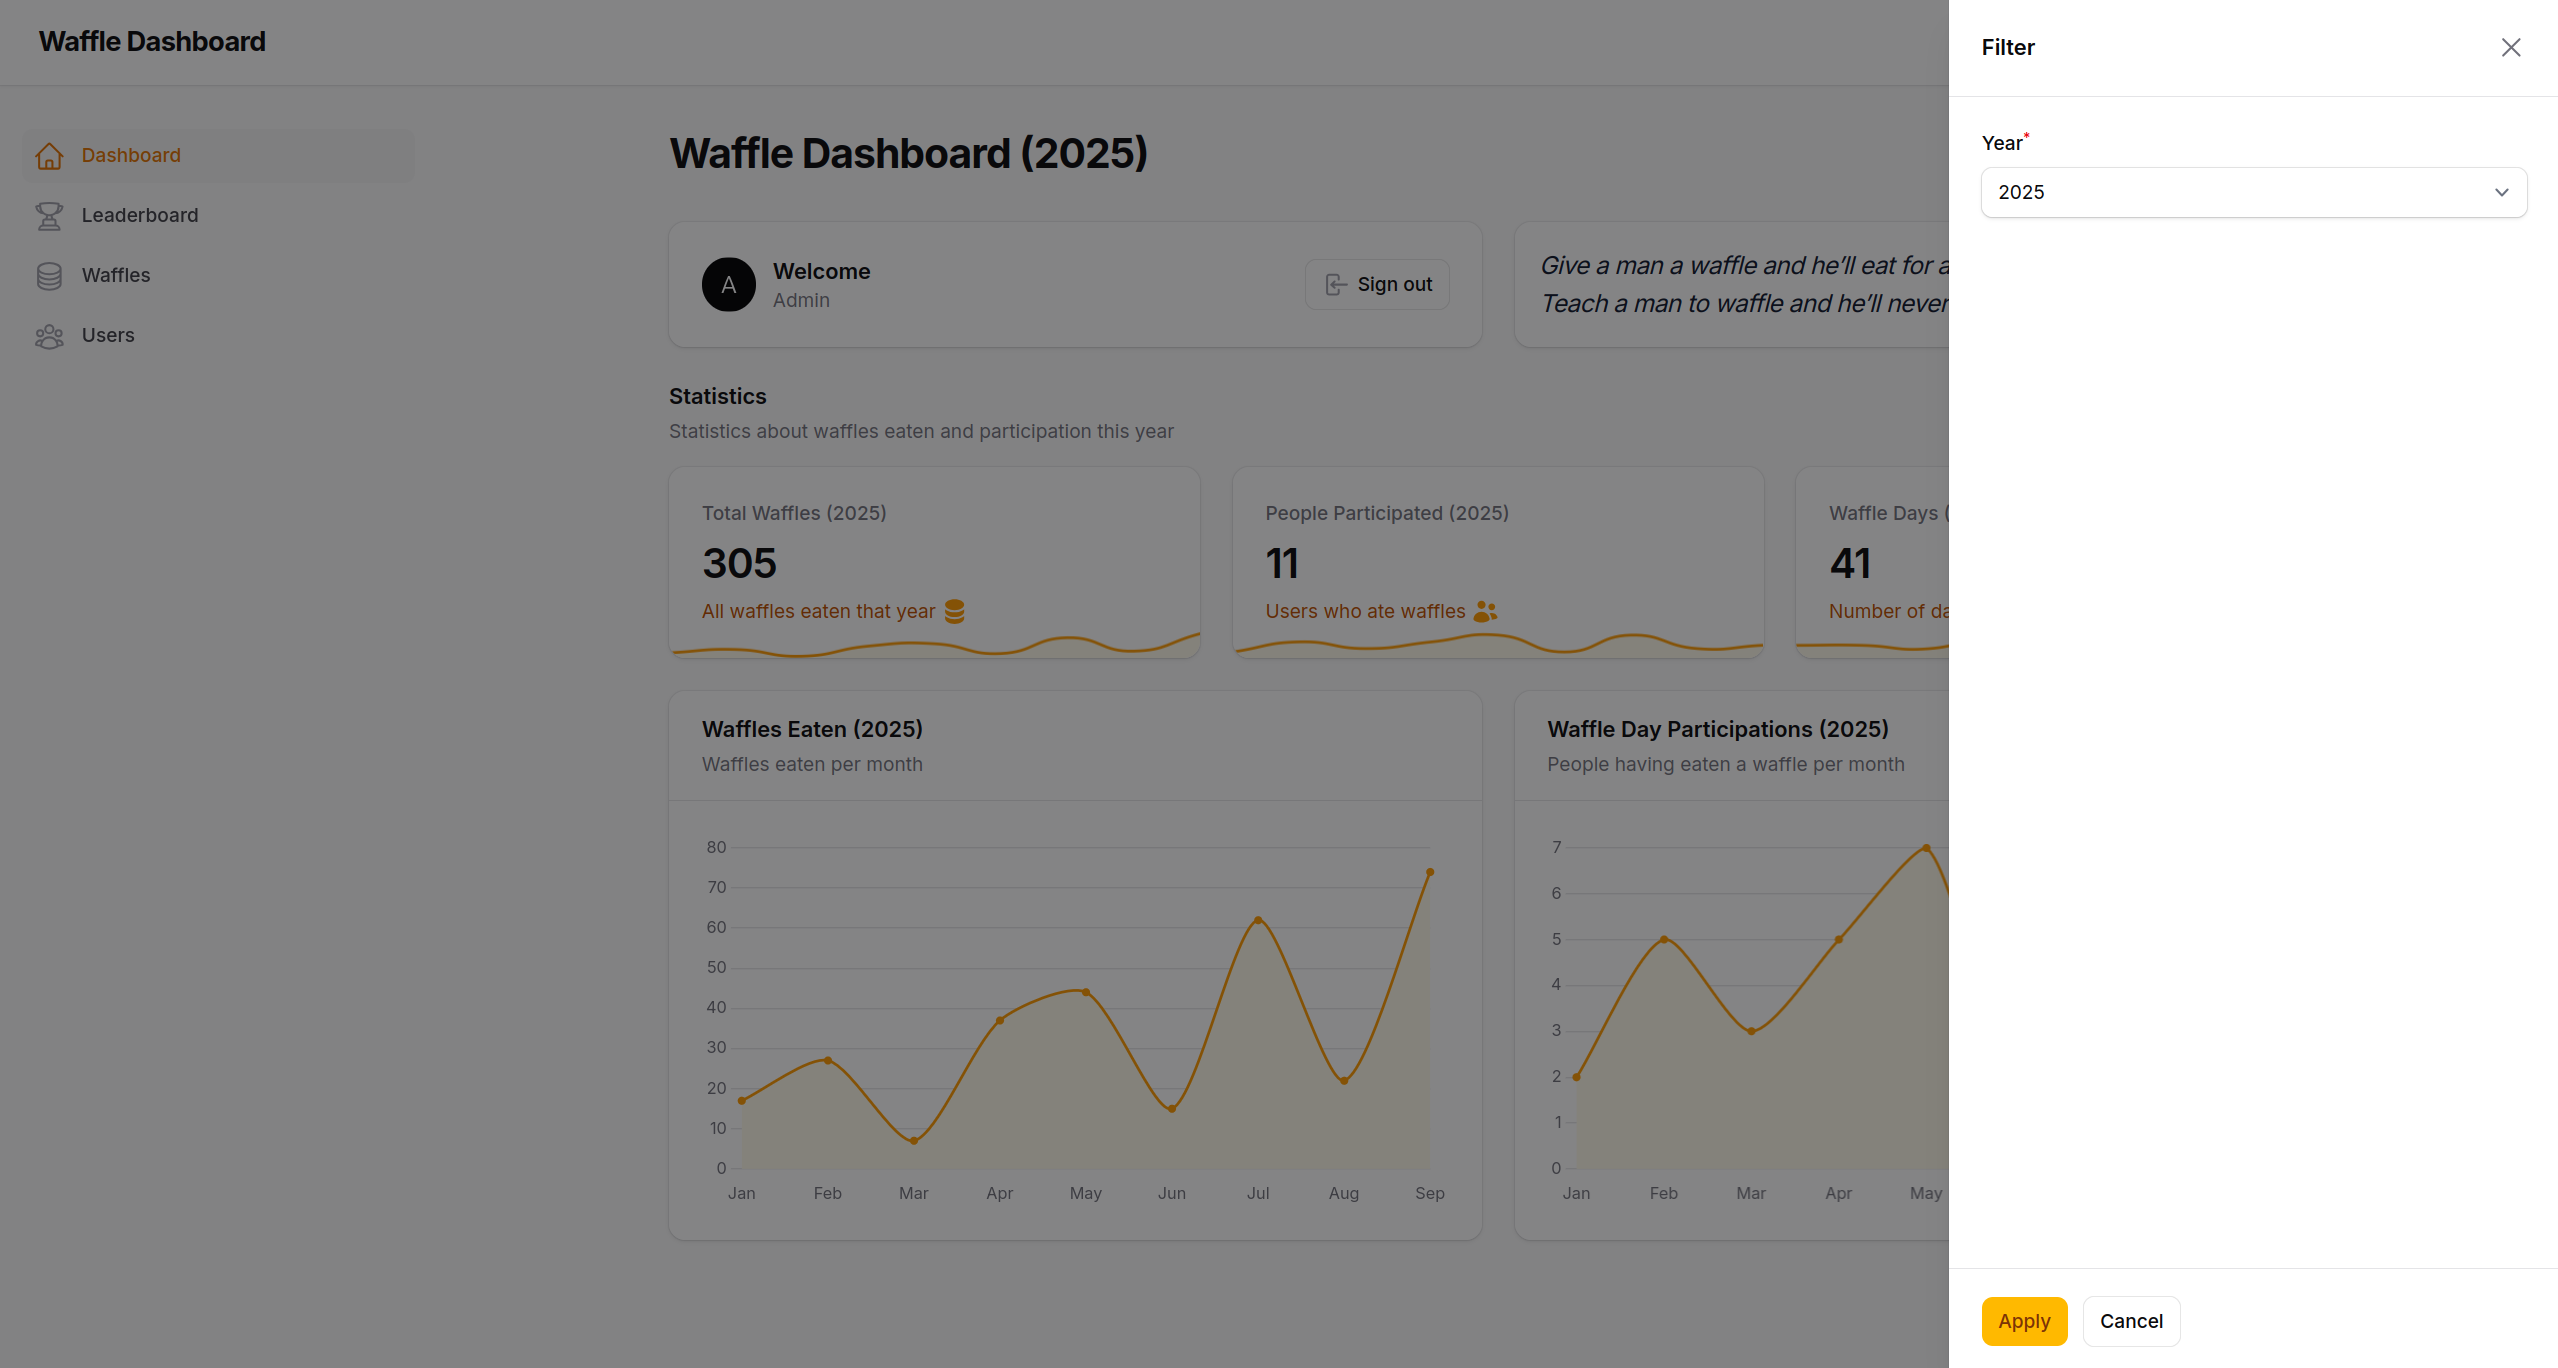 Waffle Dashboard
Dashboard
Leaderboard
Waffles
Users
Waffle Dashboard (2025)
A
Welcome
Admin
Sign out
Give a man a waffle and he'll eat for a
Teach a man to waffle and he'll never
Statistics
Statistics about waffles eaten and participation this year
Total Waffles (2025)
305
All waffles eaten that year
People Participated (2025)
11
Users who ate waffles
Waffle Days (
41
Number of da
Waffles Eaten (2025)
Waffles eaten per month
80
70
60
50
40
30
20
10
0
Jan Feb Mar Apr May Jun Jul Aug Sep
Waffle Day Participations (2025)
People having eaten a waffle per month
7
6
5
4
3
2
1
0
Jan Feb Mar Apr May
Filter
Year*
2025
Apply
Cancel